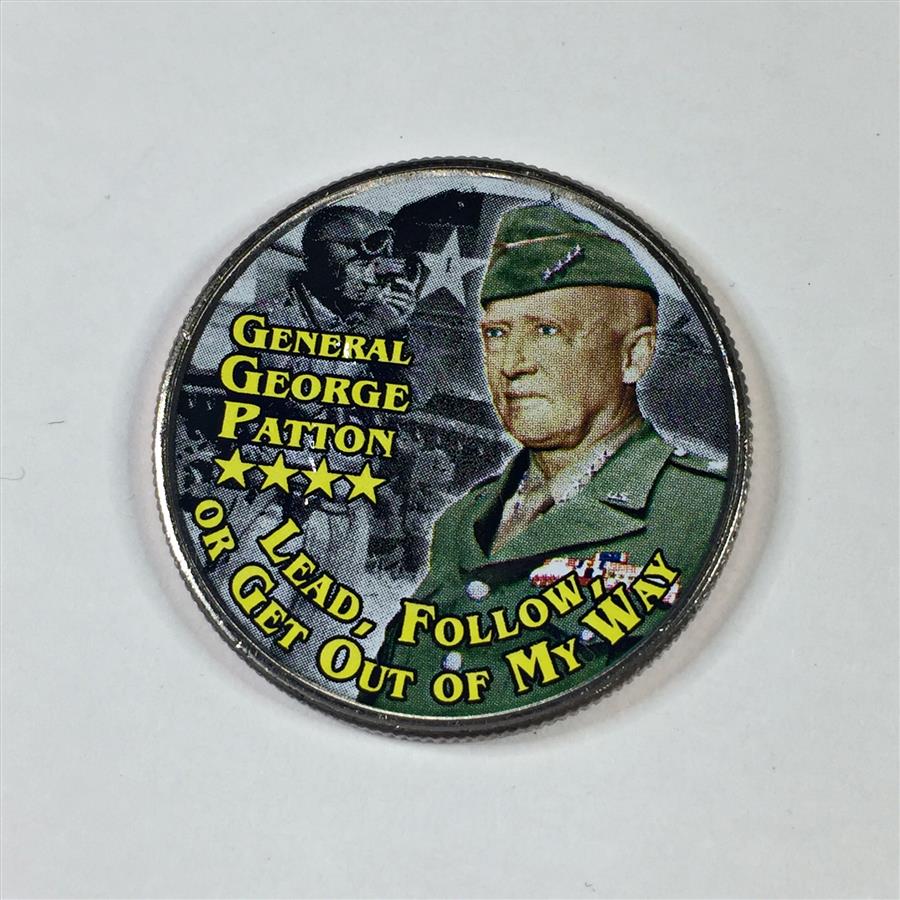 GENERAL
GEORGE
PATTON
LEAD, FOLLOW,
OR GET OUT OF MY WAY